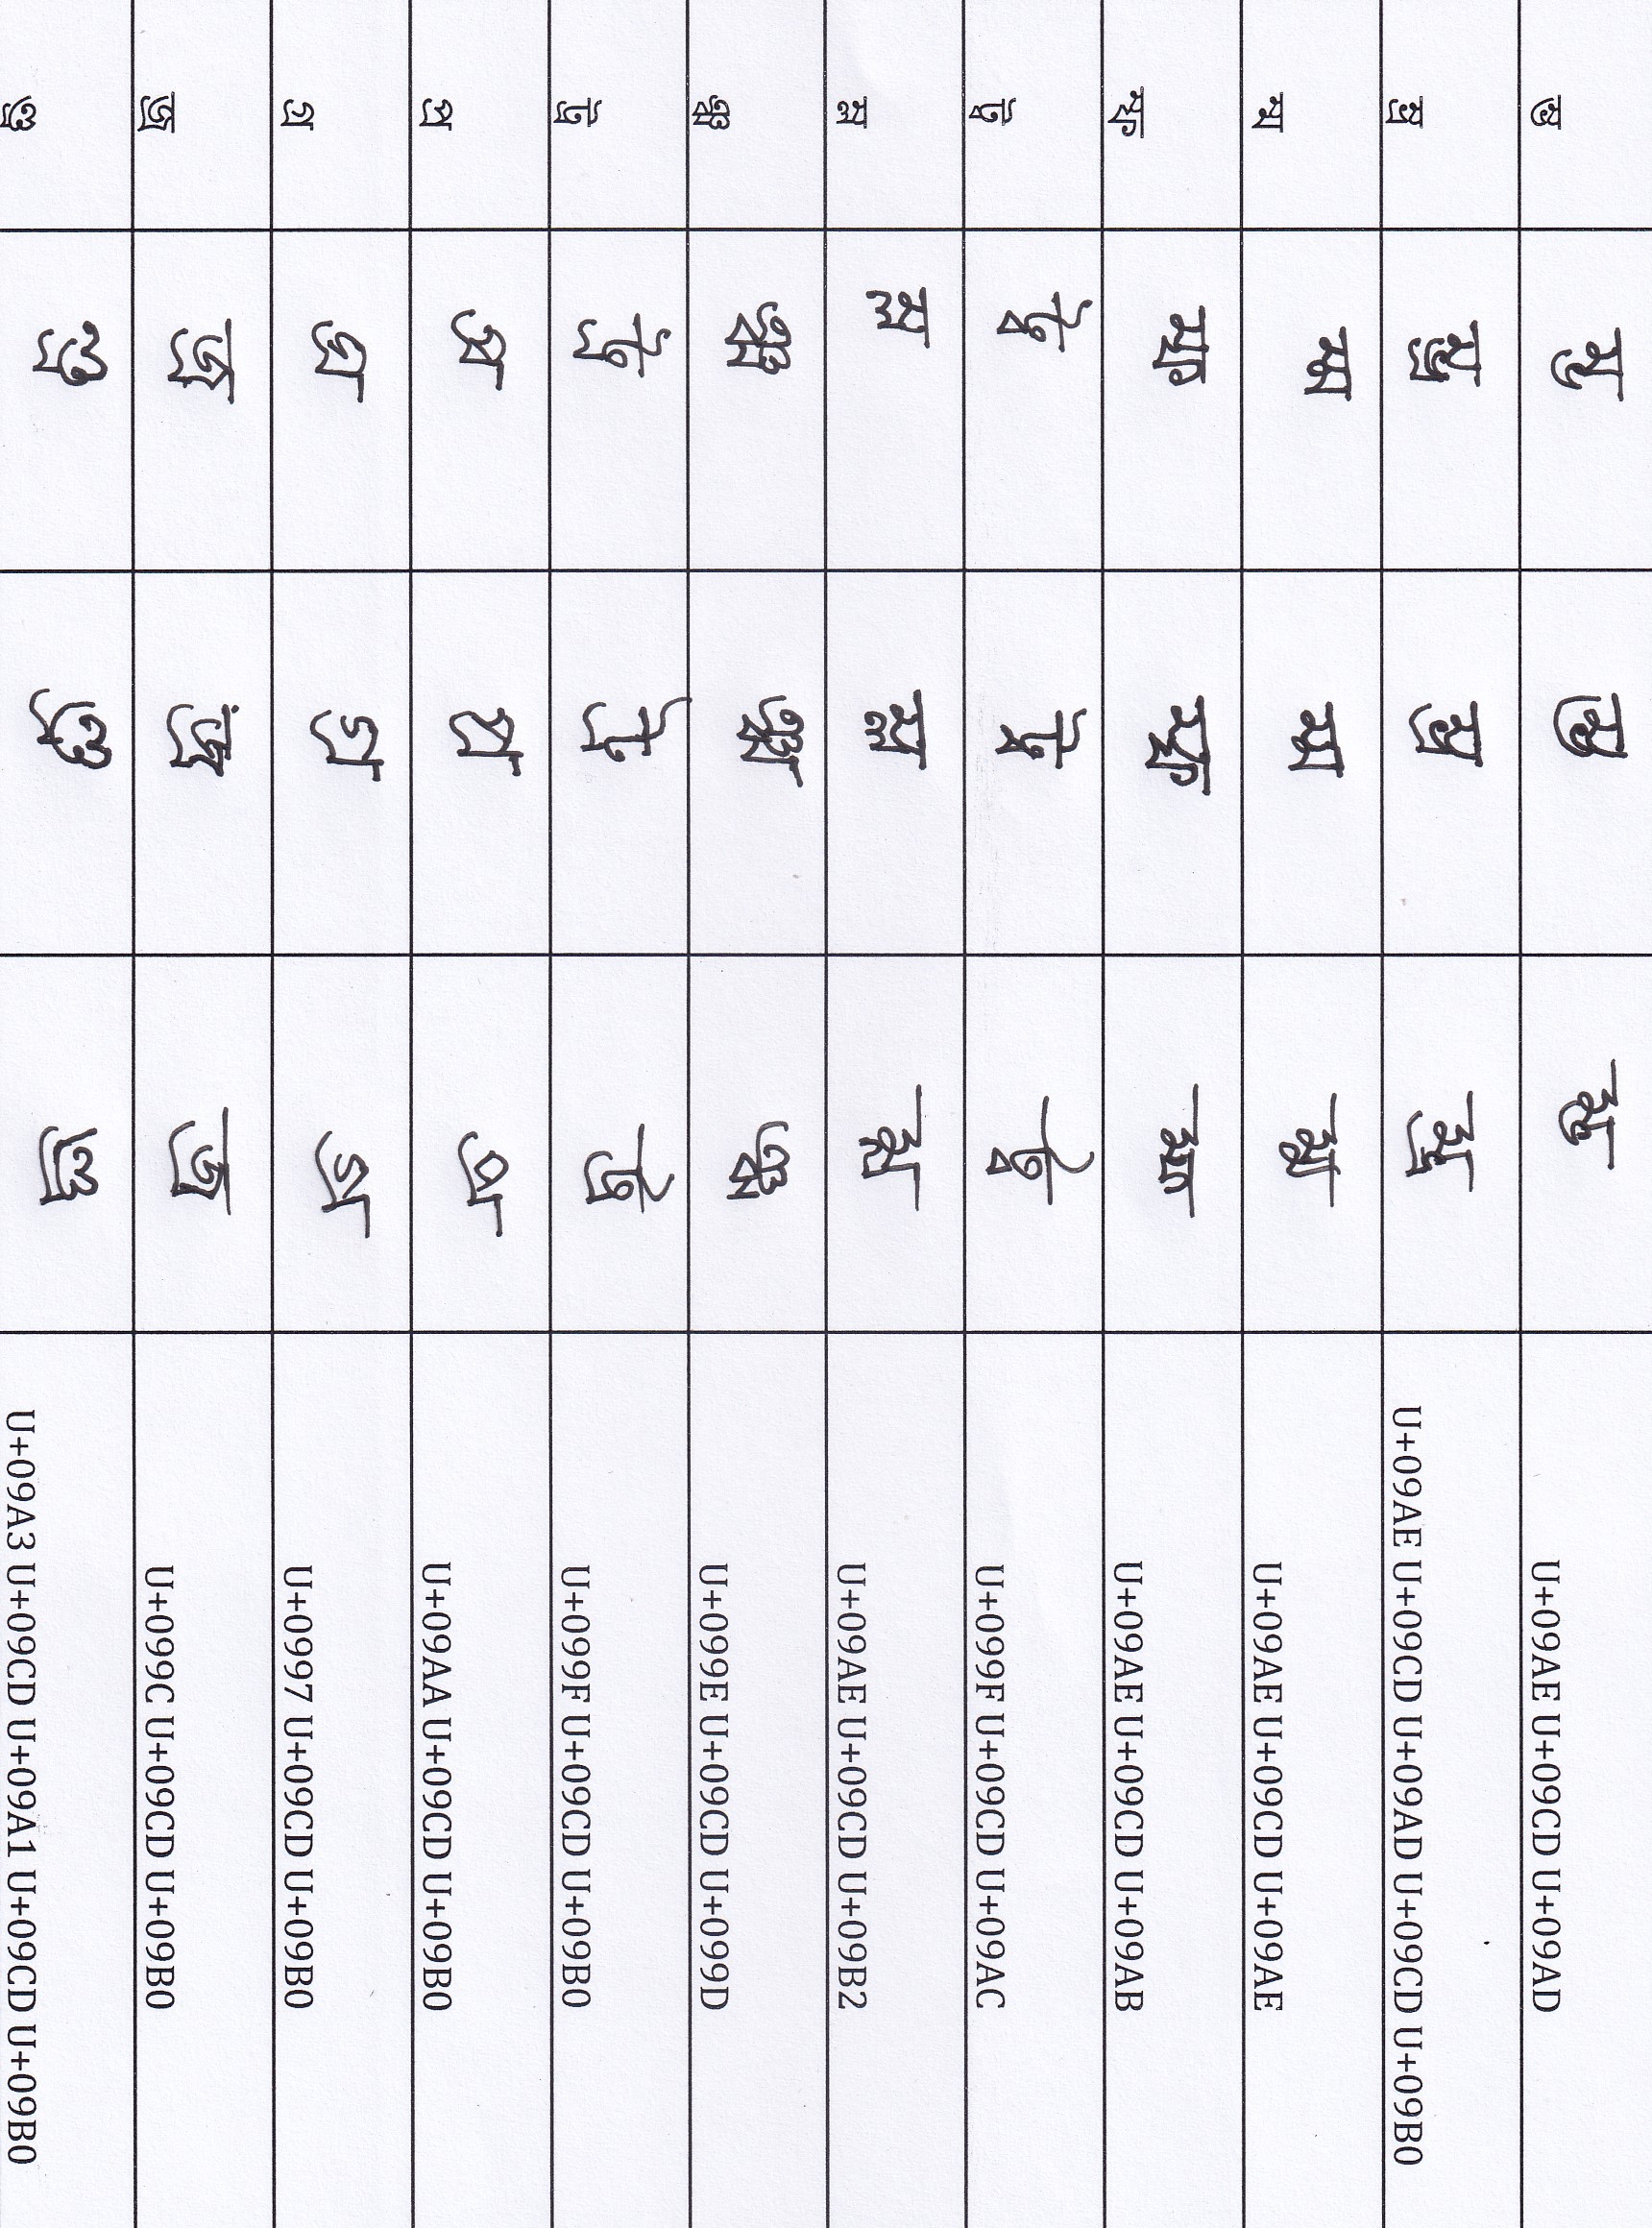 ম্ভ ম্ভ ম্ভ ম্ভ U+09AE U+09CD U+09AD
ম্ভ্র ম্ভ্র ম্ভ্র ম্ভ্র U+09AE U+09CD U+09AD U+09CD U+09B0
ম্ম ম্ম ম্ম ম্ম U+09AE U+09CD U+09AE
ম্ফ ম্ফ ম্ফ ম্ফ U+09AE U+09CD U+09AB
ট্ব ট্ব ট্ব ট্ব U+099F U+09CD U+09AC
ম্ল ম্ল ম্ল ম্ল U+09AE U+09CD U+09B2
ঞ্ঝ ঞ্ঝ ঞ্ঝ ঞ্ঝ U+099E U+09CD U+099D
ট্র ট্র ট্র ট্র U+099F U+09CD U+09B0
প্র প্র প্র প্র U+09AA U+09CD U+09B0
গ্র গ্র গ্র গ্র U+0997 U+09CD U+09B0
জ্র জ্র জ্র জ্র U+099C U+09CD U+09B0
ণ্ড্র ণ্ড্র ণ্ড্র ণ্ড্র U+09A3 U+09CD U+09A1 U+09CD U+09B0